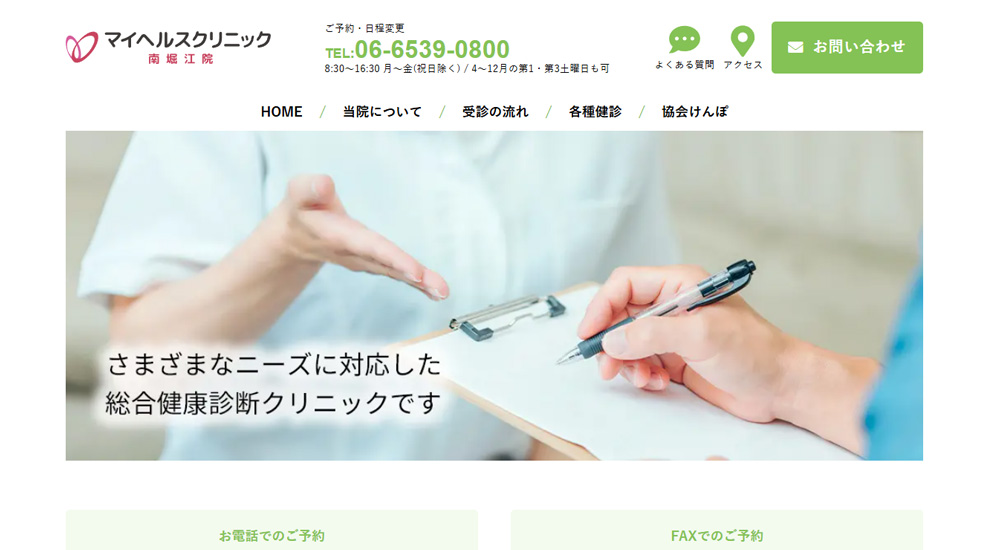 マイヘルスクリニック
南堀江院
ご予約・日程変更
TEL:06-6539-0800
8:30〜16:30 月〜金(祝日除く) / 4〜12月の第1・第3土曜日も可
よくある質問
アクセス
お問い合わせ
HOME / 当院について / 受診の流れ / 各種健診 / 協会けんぽ
さまざまなニーズに対応した
総合健康診断クリニックです
お電話でのご予約
FAXでのご予約